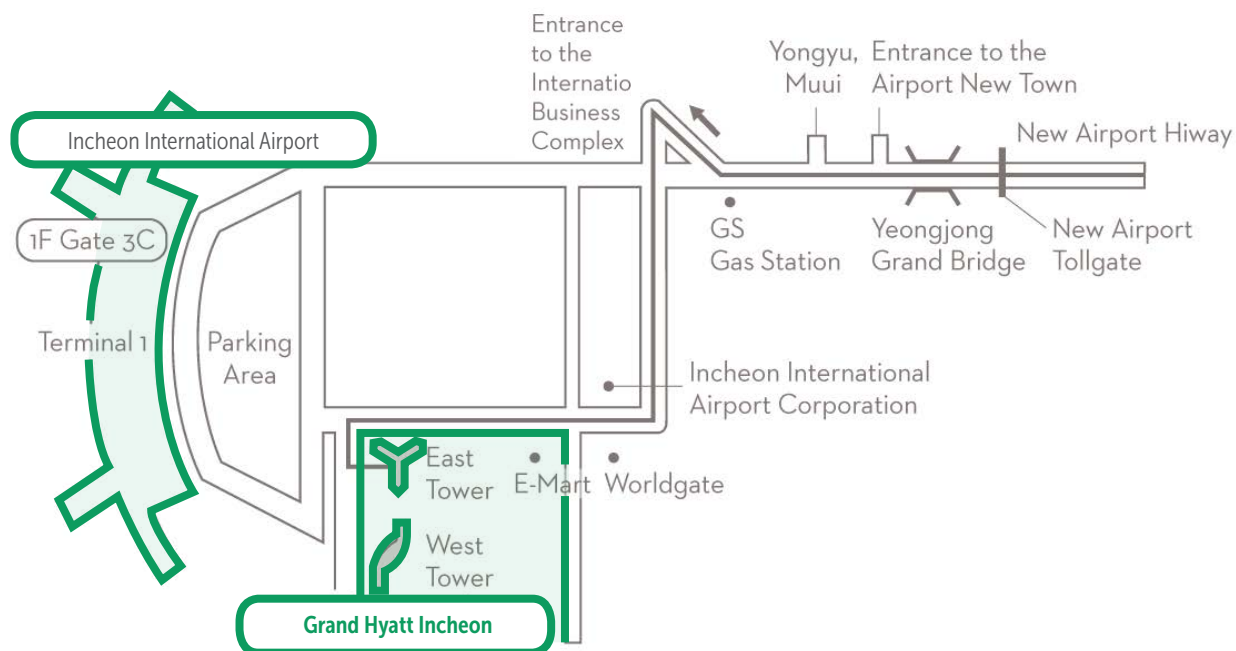 Entrance
to the
Internatio
Business
Complex
Yongyu,
Muui
Entrance to the
Airport New Town
New Airport Hiway
Incheon International Airport
1F Gate 3C
GS
Gas Station
Yeongjong
Grand Bridge
New Airport
Tollgate
Terminal 1
Parking
Area
Incheon International
Airport Corporation
East
Tower
E-Mart
Worldgate
West
Tower
Grand Hyatt Incheon